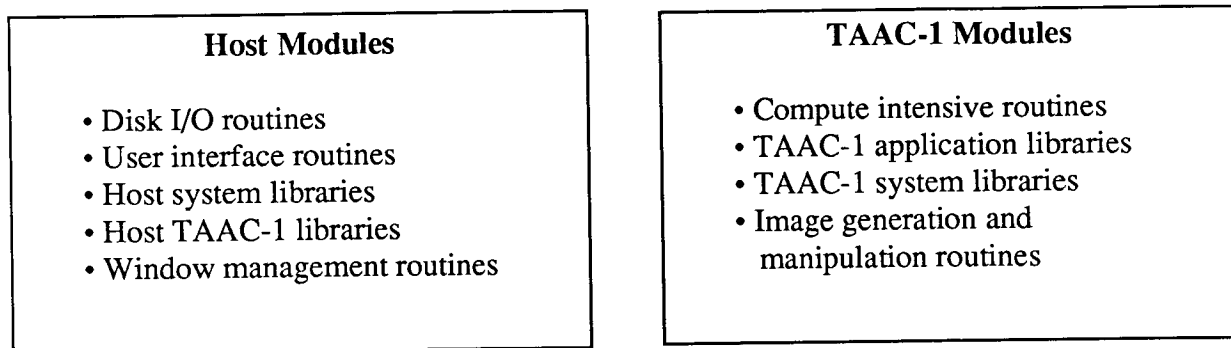 Host Modules
• Disk I/O routines
• User interface routines
• Host system libraries
• Host TAAC-1 libraries
• Window management routines
TAAC-1 Modules
• Compute intensive routines
• TAAC-1 application libraries
• TAAC-1 system libraries
• Image generation and
manipulation routines